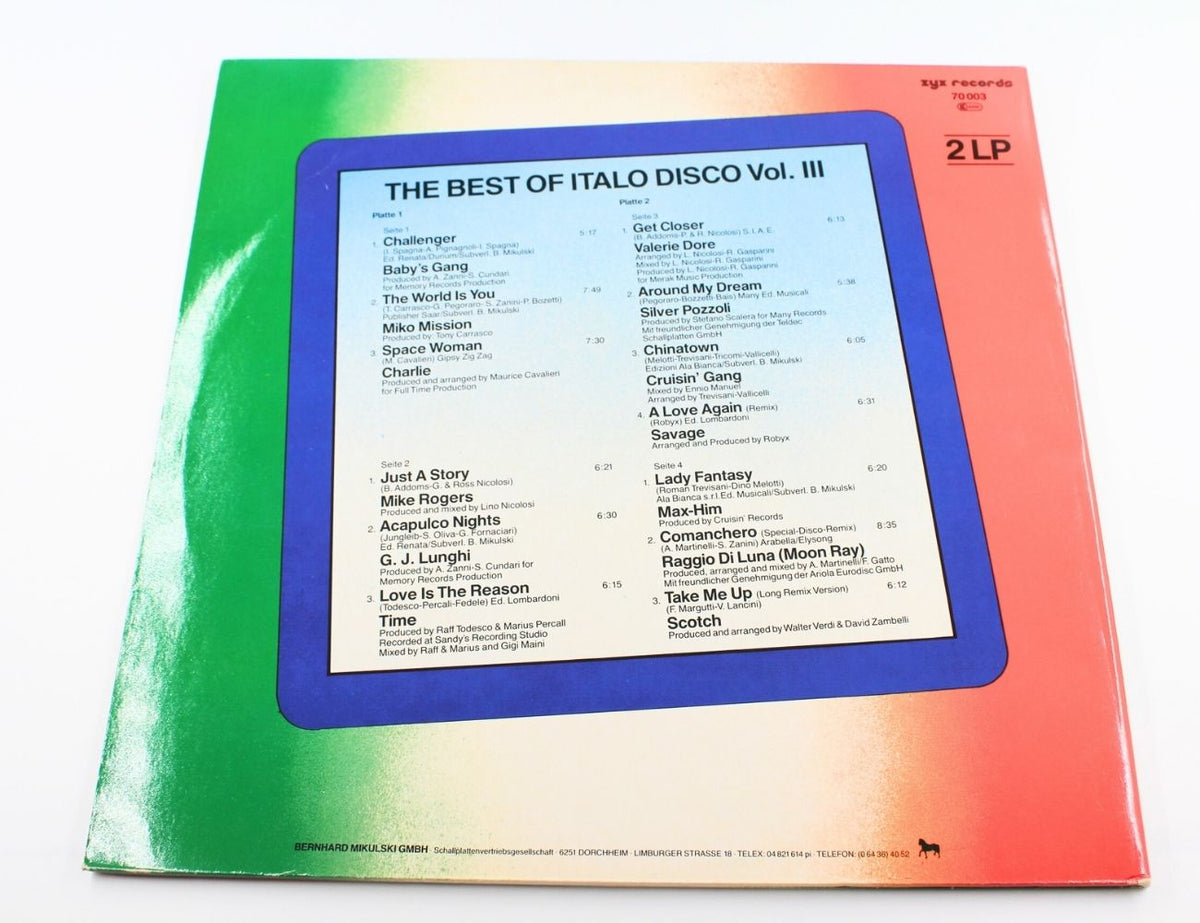 zyx records
70 003
2 LP
THE BEST OF ITALO DISCO Vol. III
Platte 1
Seite 1
1. Challenger 5:17
(I. Spagna-A. Pignagnoli-I. Spagna)
Ed. Renata/Durium/Subverl. B. Mikulski
Baby's Gang
Produced by A. Zanni-S. Cundari
for Memory Records Production
2. The World Is You 7:49
(T. Carrasco-G. Pegoraro-S. Zanini-P. Bozetti)
Publisher Saar/Subverl. B. Mikulski
Miko Mission
Produced by: Tony Carrasco
3. Space Woman 7:30
(M. Cavalieri) Gipsy Zig Zag
Charlie
Produced and arranged by Maurice Cavalieri
for Full Time Production
Seite 2
1. Just A Story 6:21
(B. Addoms-G. & Ross Nicolosi)
Mike Rogers
Produced and mixed by Lino Nicolosi
2. Acapulco Nights 6:30
(Jungleib-S. Oliva-G. Fornaciari)
Ed. Renata/Subverl. B. Mikulski
G. J. Lunghi
Produced by A. Zanni-S. Cundari for
Memory Records Production
3. Love Is The Reason 6:15
(Todesco-Percali-Fedele) Ed. Lombardoni
Time
Produced by Raff Todesco & Marius Percall
Recorded at Sandy's Recording Studio
Mixed by Raff & Marius and Gigi Maini
Platte 2
Seite 3
1. Get Closer 6:13
(B. Addoms-P. & R. Nicolosi) S.I.A.E.
Valerie Dore
Arranged by L. Nicolosi-R. Gasparini
Mixed by L. Nicolosi-R. Gasparini
Produced by L. Nicolosi-R. Gasparini
for Merak Music Production
2. Around My Dream 5:38
(Pegoraro-Bozzetti-Bais) Many Ed. Musicali
Silver Pozzoli
Produced by Stefano Scalera for Many Records
Mit freundlicher Genehmigung der Teldec
Schallplatten GmbH
3. Chinatown 6:05
(Melotti-Trevisani-Tricomi-Vallicelli)
Edizioni Ala Bianca/Subverl. B. Mikulski
Cruisin' Gang
Mixed by Ennio Manuel
Arranged by Trevisani-Vallicelli
4. A Love Again (Remix) 6:31
(Robyx) Ed. Lombardoni
Savage
Arranged and Produced by Robyx
Seite 4
1. Lady Fantasy 6:20
(Roman Trevisani-Dino Melotti)
Ala Bianca s.r.l. Ed. Musicali/Subverl. B. Mikulski
Max-Him
Produced by Cruisin' Records
2. Comanchero (Special-Disco-Remix) 8:35
(A. Martinelli-S. Zanini) Arabella/Elysong
Raggio Di Luna (Moon Ray)
Produced, arranged and mixed by A. Martinelli/F. Gatto
Mit freundlicher Genehmigung der Ariola Eurodisc GmbH
3. Take Me Up (Long Remix Version) 6:12
(F. Margutti-V. Lancini)
Scotch
Produced and arranged by Walter Verdi & David Zambelli
BERNHARD MIKULSKI GMBH · Schallplattenvertriebsgesellschaft · 6251 DORCHHEIM · LIMBURGER STRASSE 18 · TELEX: 04 821 614 pi · TELEFON: (0 64 36) 40 52